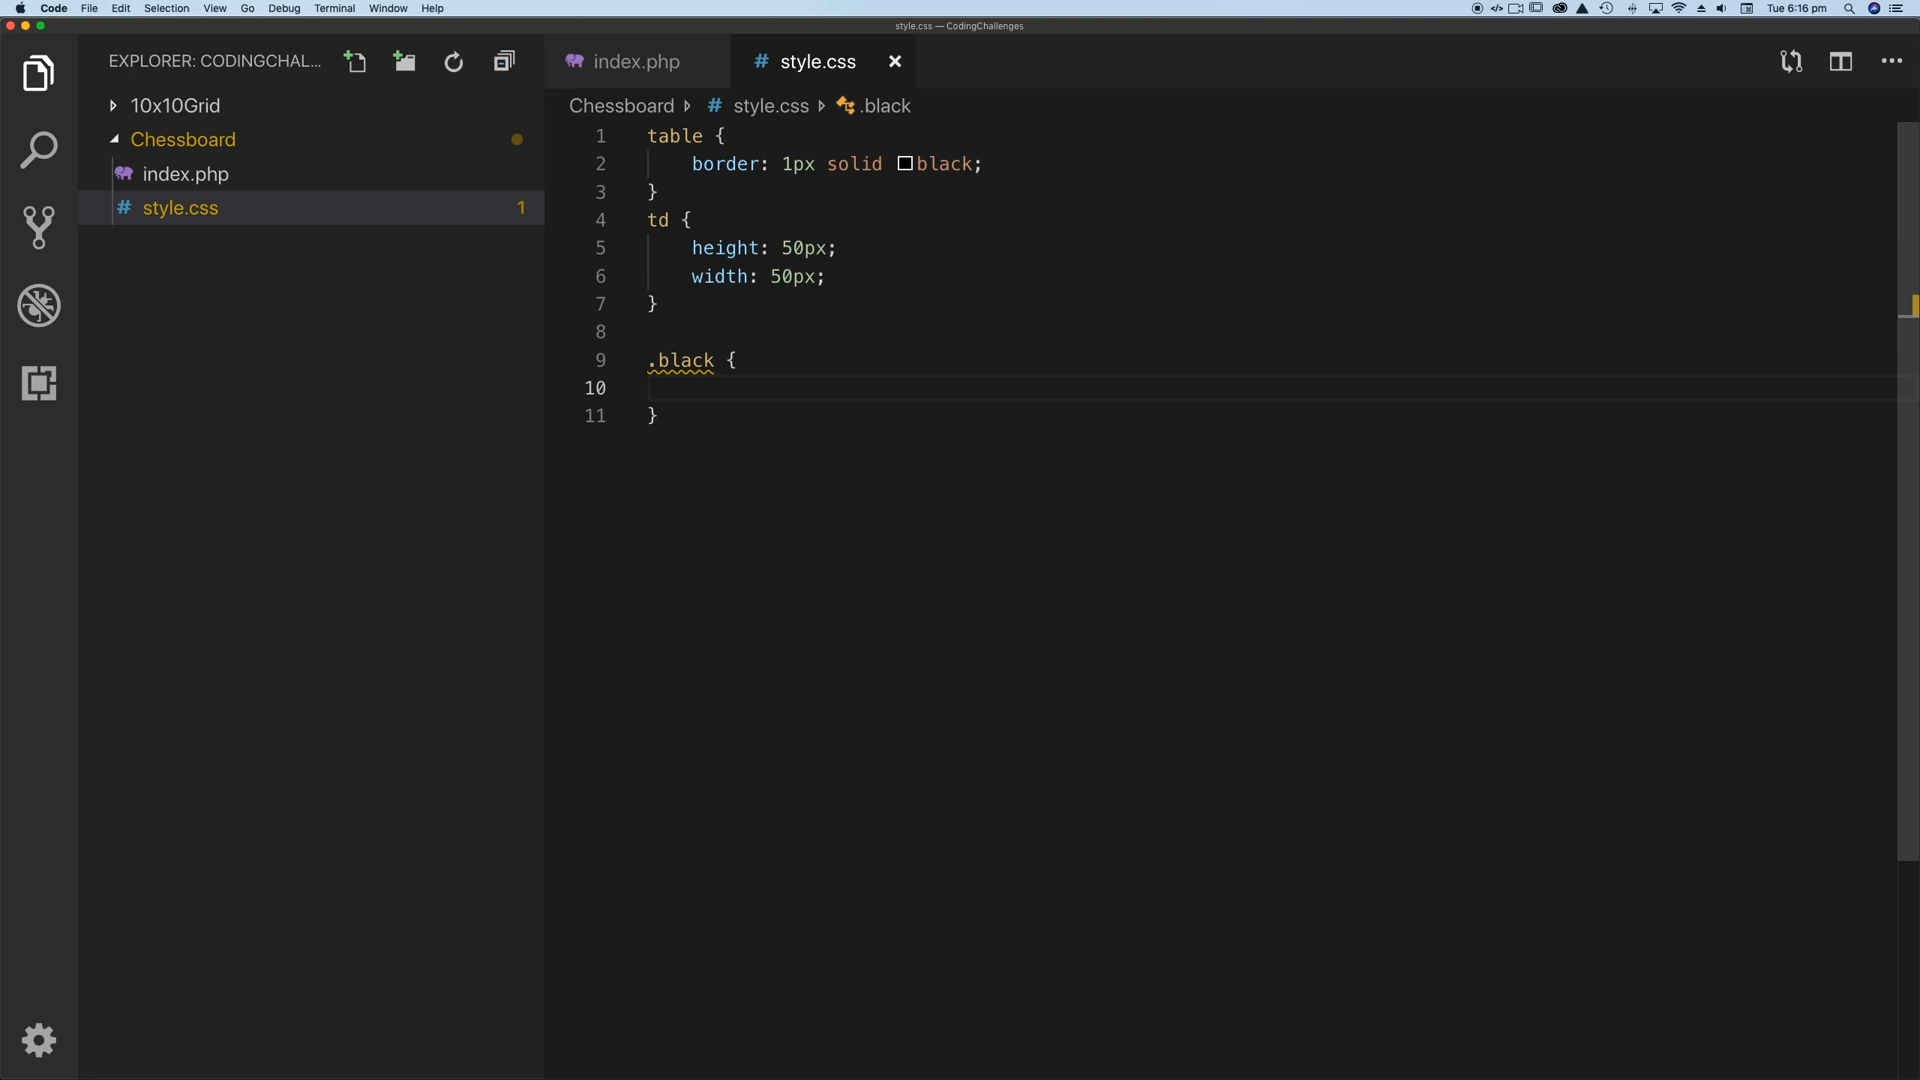 Code File Edit Selection View Go Debug Terminal Window Help Tue 6:16 pm
style.css — CodingChallenges
EXPLORER: CODINGCHAL...
index.php
# style.css
10x10Grid
Chessboard
index.php
# style.css 1
Chessboard # style.css .black
1 table {
2 border: 1px solid black;
3 }
4 td {
5 height: 50px;
6 width: 50px;
7 }
8
9 .black {
10
11 }